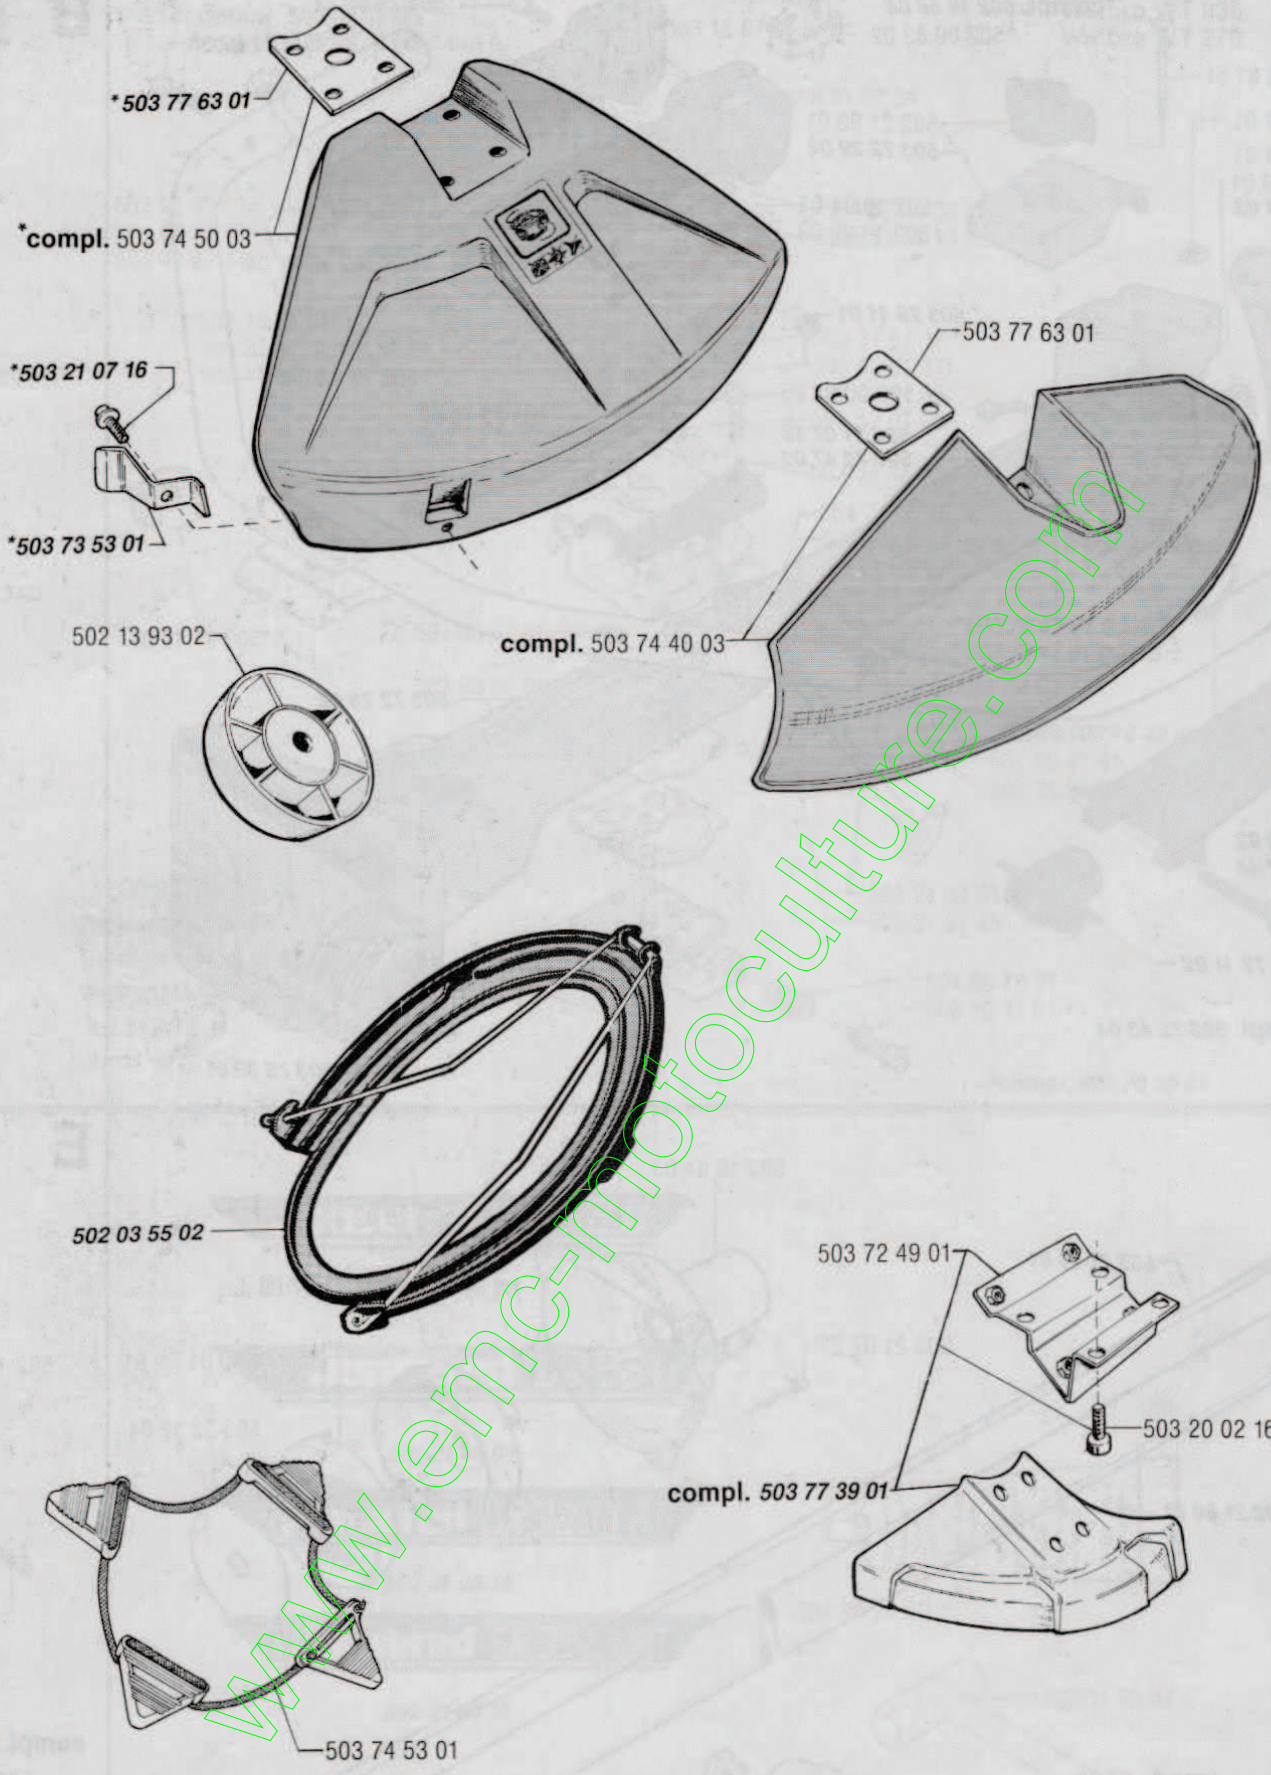 *503 77 63 01
*compl. 503 74 50 03
*503 21 07 16
503 77 63 01
*503 73 53 01
502 13 93 02
compl. 503 74 40 03
502 03 55 02
503 72 49 01
503 20 02 16
compl. 503 77 39 01
503 74 53 01
www.emc-motoculture.com